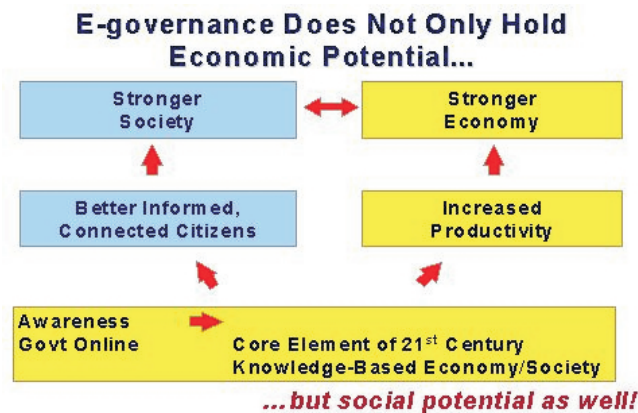 E-governance Does Not Only Hold
Economic Potential...
Stronger
Society
Stronger
Economy
Better Informed,
Connected Citizens
Increased
Productivity
Awareness
Govt Online
Core Element of 21st Century
Knowledge-Based Economy/Society
...but social potential as well!